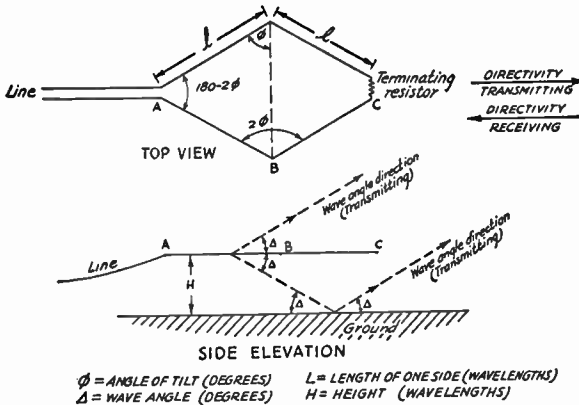 l
l
Φ
Line
180-2Φ
A
2Φ
B
Terminating
resistor
C
DIRECTIVITY
TRANSMITTING
DIRECTIVITY
RECEIVING
TOP VIEW
Wave angle direction
(Transmitting)
Wave angle direction
(Transmitting)
A
Δ
B
C
Δ
Line
H
Δ
Δ
Ground
SIDE ELEVATION
Φ = ANGLE OF TILT (DEGREES) L = LENGTH OF ONE SIDE (WAVELENGTHS)
Δ = WAVE ANGLE (DEGREES) H = HEIGHT (WAVELENGTHS)